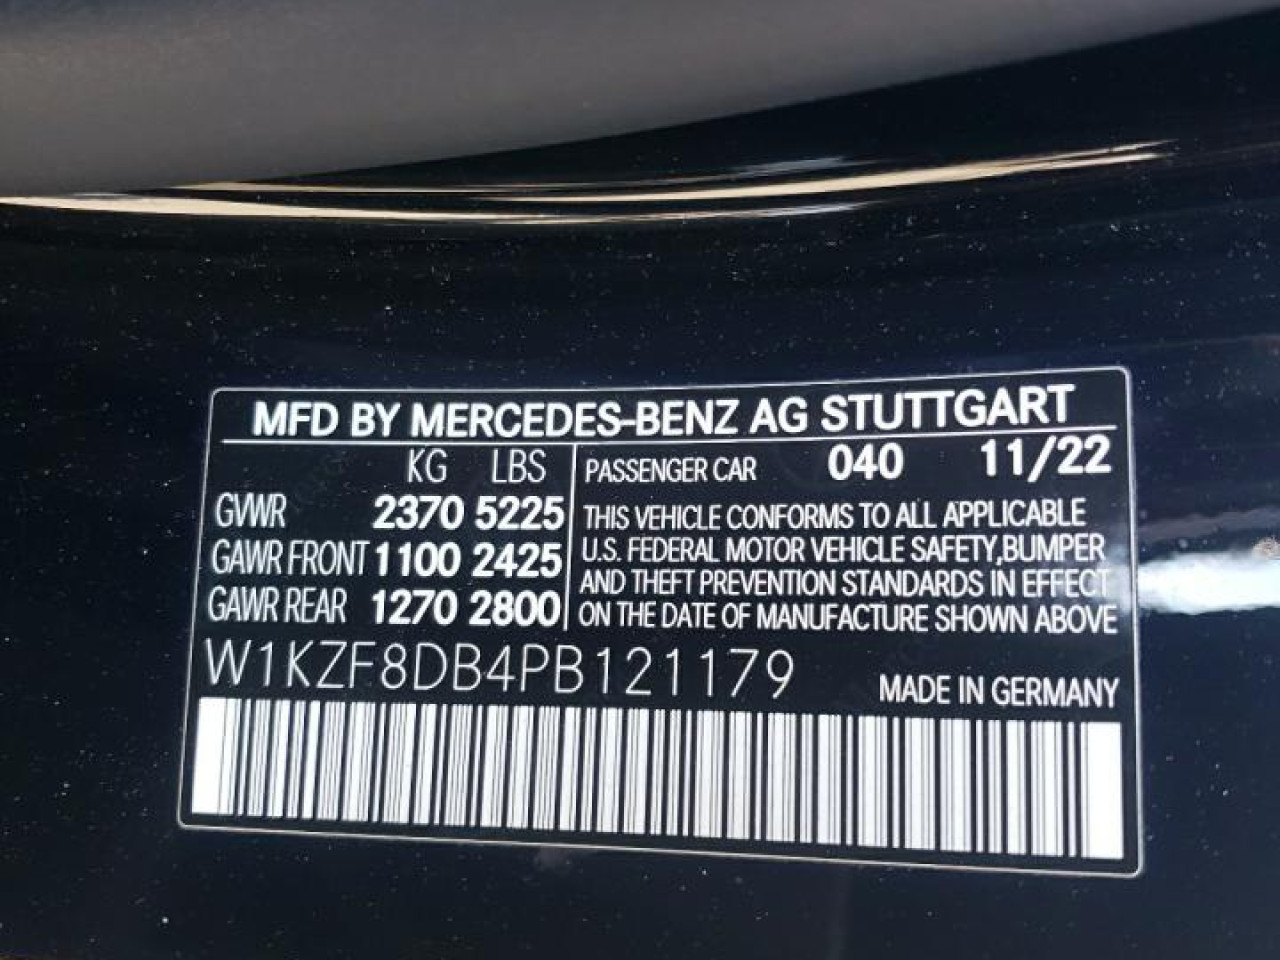 MFD BY MERCEDES-BENZ AG STUTTGART
KG LBS
GVWR 2370 5225
GAWR FRONT 1100 2425
GAWR REAR 1270 2800
PASSENGER CAR 040 11/22
THIS VEHICLE CONFORMS TO ALL APPLICABLE
U.S. FEDERAL MOTOR VEHICLE SAFETY,BUMPER
AND THEFT PREVENTION STANDARDS IN EFFECT
ON THE DATE OF MANUFACTURE SHOWN ABOVE
W1KZF8DB4PB121179
MADE IN GERMANY